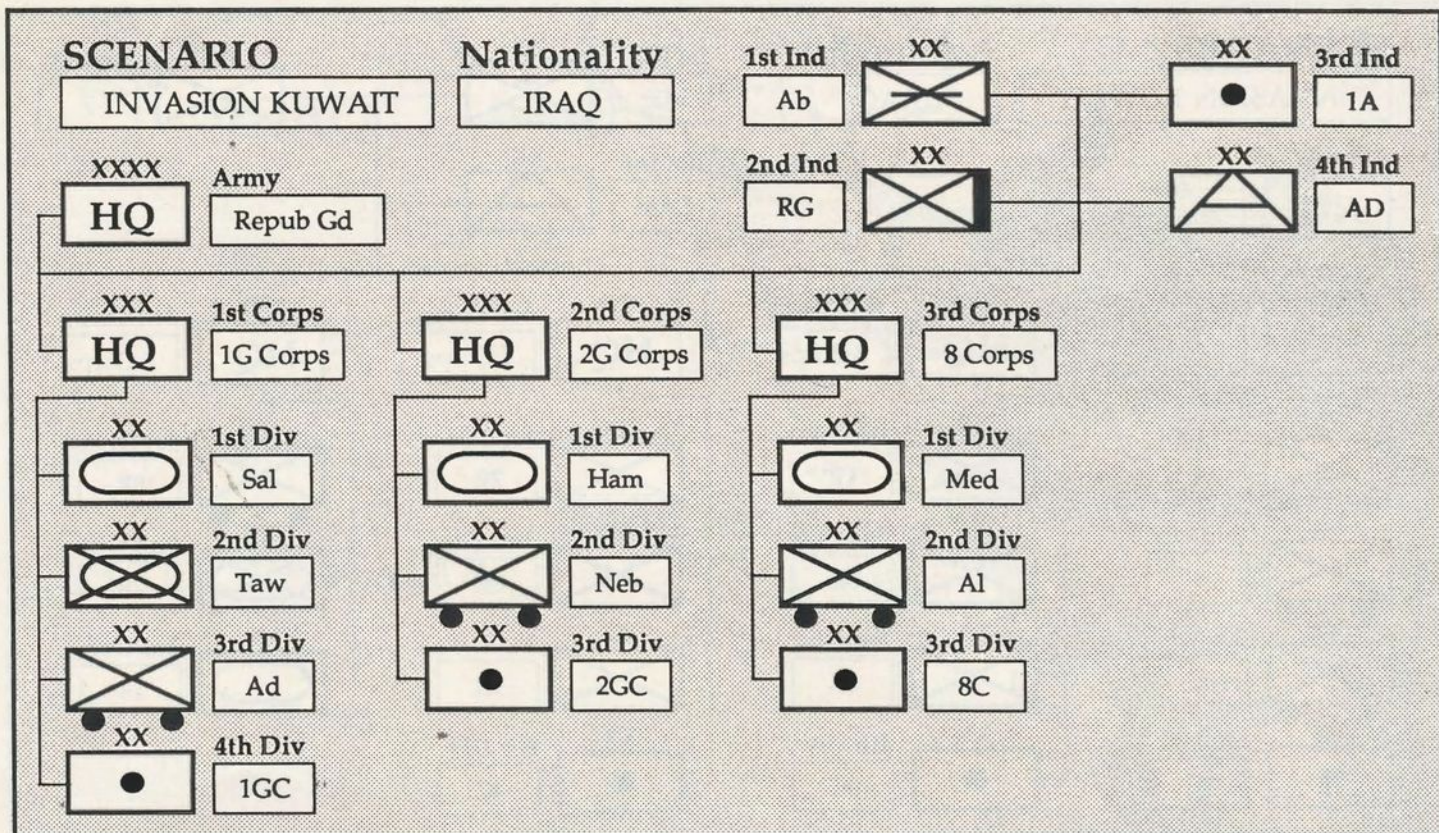 SCENARIO
INVASION KUWAIT
Nationality
IRAQ
1st Ind
Ab
XX
XX
3rd Ind
1A
2nd Ind
RG
XX
XX
4th Ind
AD
XXXX
HQ
Army
Repub Gd
XXX
HQ
1st Corps
1G Corps
XXX
HQ
2nd Corps
2G Corps
XXX
HQ
3rd Corps
8 Corps
XX
1st Div
Sal
XX
2nd Div
Taw
XX
3rd Div
Ad
XX
4th Div
1GC
XX
1st Div
Ham
XX
2nd Div
Neb
XX
3rd Div
2GC
XX
1st Div
Med
XX
2nd Div
Al
XX
3rd Div
8C